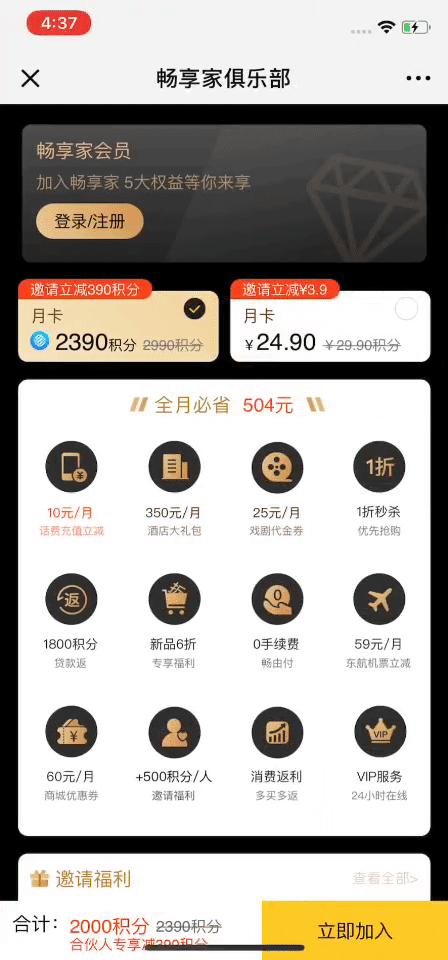 4:37
畅享家俱乐部
畅享家会员
加入畅享家 5大权益等你来享
登录/注册
邀请立减390积分
月卡
2390积分 2990积分
邀请立减¥3.9
月卡
¥24.90 ¥29.90积分
全月必省 504元
10元/月
话费充值立减
350元/月
酒店大礼包
25元/月
戏剧代金券
1折
1折秒杀
优先抢购
返
1800积分
贷款返
新品6折
专享福利
0
0手续费
畅由付
59元/月
东航机票立减
60元/月
商城优惠券
+500积分/人
邀请福利
消费返利
多买多返
VIP
VIP服务
24小时在线
邀请福利
查看全部>
合计: 2000积分 2390积分
合伙人专享减390积分
立即加入